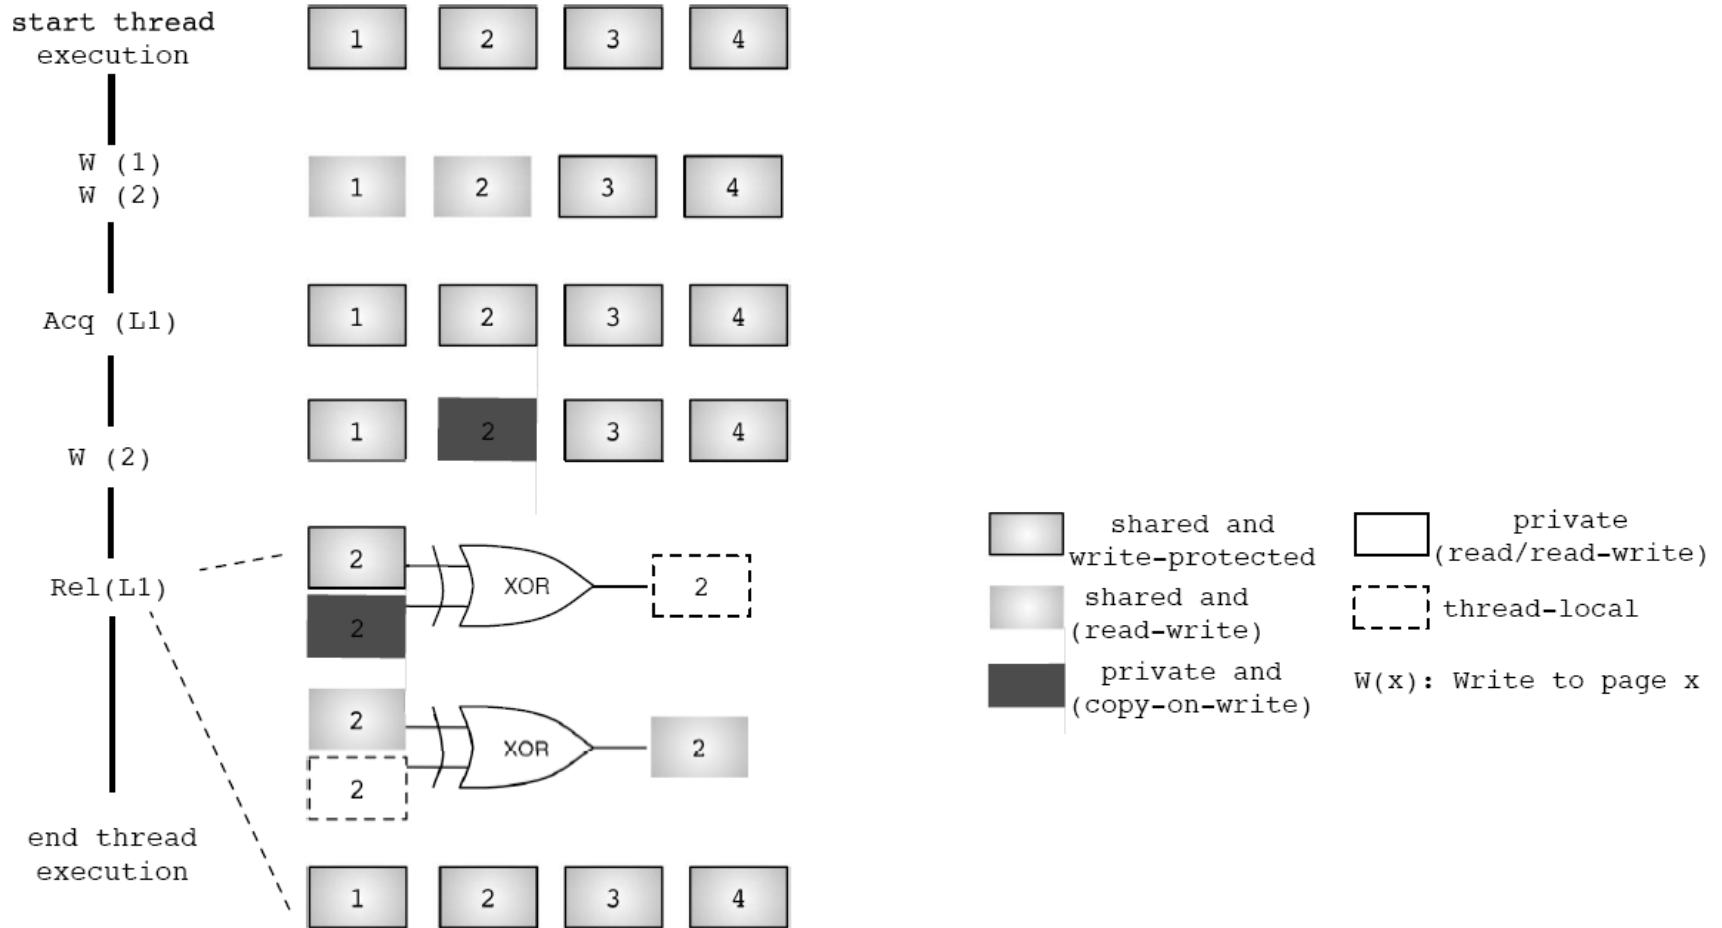 start thread
execution
1 2 3 4
W (1)
W (2)
1 2 3 4
Acq (L1)
1 2 3 4
W (2)
1 2 3 4
Rel(L1)
2
2
XOR
2
2
2
XOR
2
end thread
execution
1 2 3 4
shared and
write-protected
shared and
(read-write)
private and
(copy-on-write)
private
(read/read-write)
thread-local
W(x): Write to page x